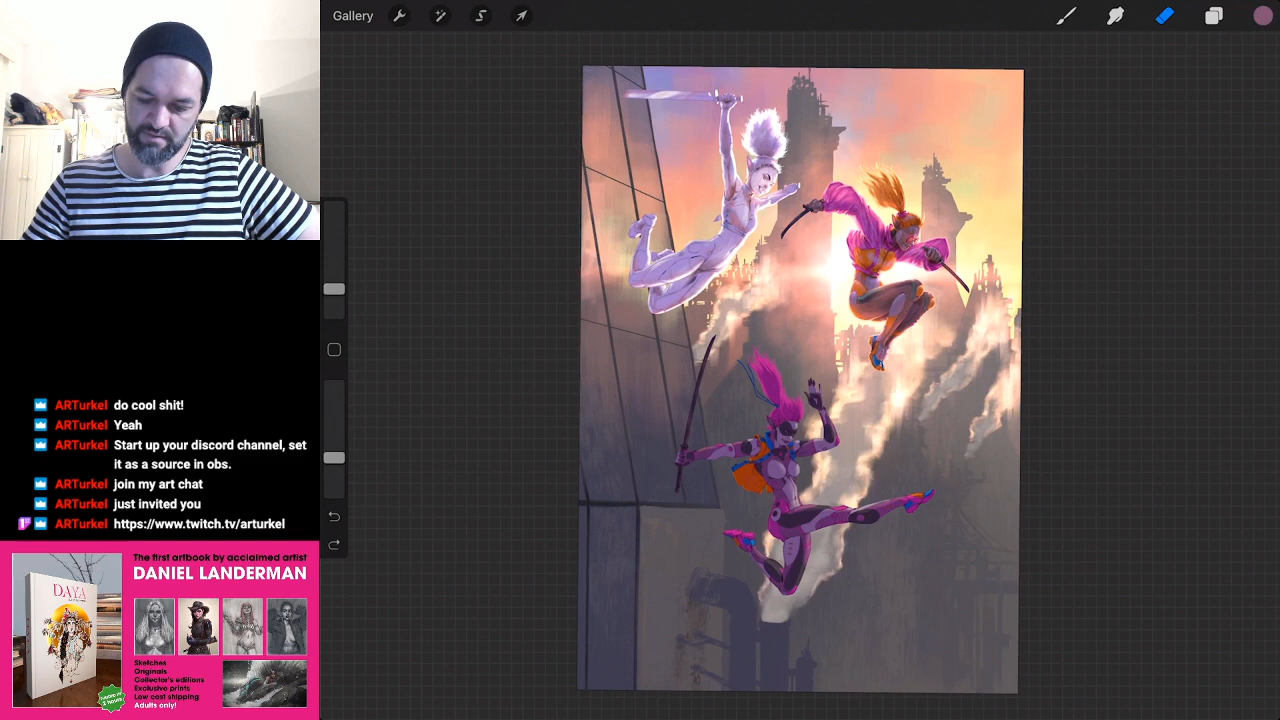 Gallery
ARTurkel do cool shit!
ARTurkel Yeah
ARTurkel Start up your discord channel, set
it as a source in obs.
ARTurkel join my art chat
ARTurkel just invited you
ARTurkel https://www.twitch.tv/arturkel
The first artbook by acclaimed artist
DANIEL LANDERMAN
DAYA
Sketches
Originals
Collector's editions
Exclusive prints
Low cost shipping
Adults only!